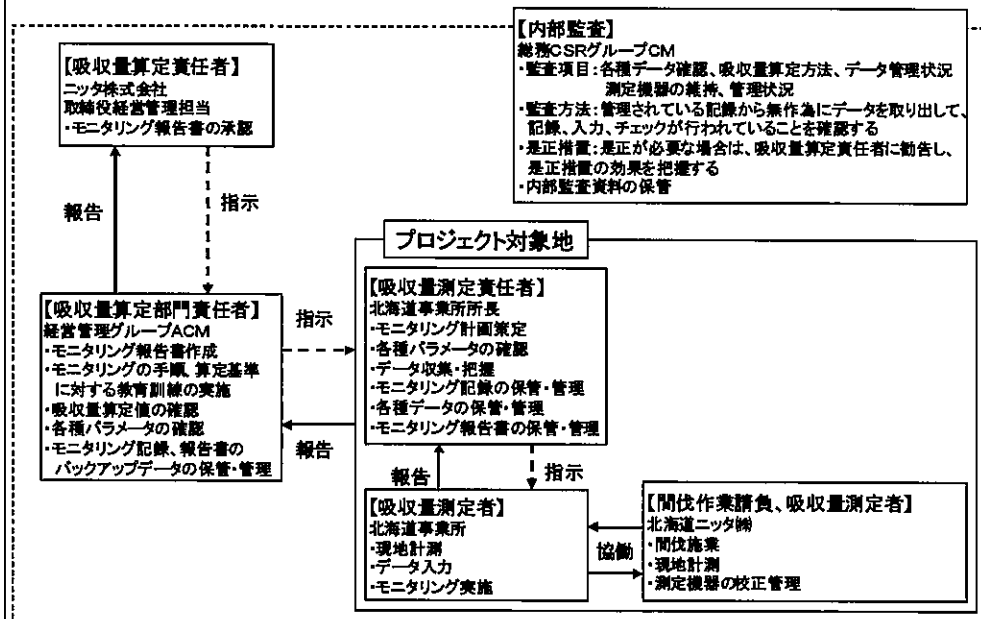 【内部監査】
総務CSRグループCM
・監査項目：各種データ確認、吸収量算定方法、データ管理状況
測定機器の維持、管理状況
・監査方法：管理されている記録から無作為にデータを取り出して、
記録、入力、チェックが行われていることを確認する
・是正措置：是正が必要な場合は、吸収量算定責任者に勧告し、
是正措置の効果を把握する
・内部監査資料の保管
【吸収量算定責任者】
ニッタ株式会社
取締役経営管理担当
・モニタリング報告書の承認
報告
指示
プロジェクト対象地
【吸収量算定部門責任者】
経営管理グループACM
・モニタリング報告書作成
・モニタリングの手順、算定基準
に対する教育訓練の実施
・吸収量算定値の確認
・各種パラメータの確認
・モニタリング記録、報告書の
バックアップデータの保管・管理
指示
報告
【吸収量測定責任者】
北海道事業所所長
・モニタリング計画策定
・各種パラメータの確認
・データ収集・把握
・モニタリング記録の保管・管理
・各種データの保管・管理
・モニタリング報告書の保管・管理
報告
指示
【吸収量測定者】
北海道事業所
・現地計測
・データ入力
・モニタリング実施
協働
【間伐作業請負、吸収量測定者】
北海道ニッタ㈱
・間伐施業
・現地計測
・測定機器の校正管理